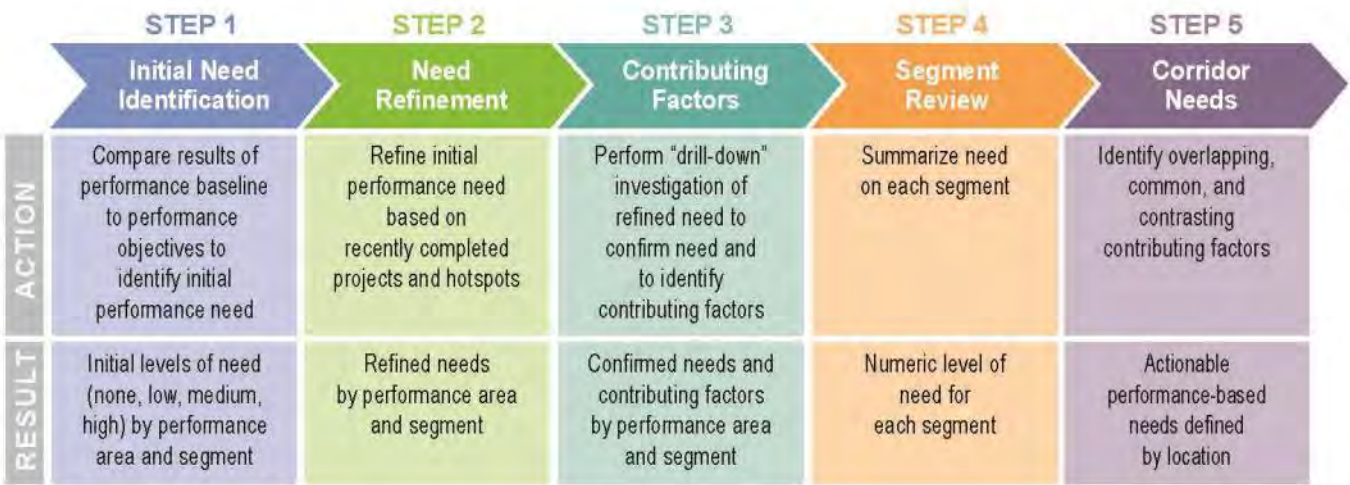 STEP 1
STEP 2
STEP 3
STEP 4
STEP 5
Initial Need
Identification
Need
Refinement
Contributing
Factors
Segment
Review
Corridor
Needs
ACTION
Compare results of
performance baseline
to performance
objectives to
identify initial
performance need
Refine initial
performance need
based on
recently completed
projects and hotspots
Perform “drill-down”
investigation of
refined need to
confirm need and
to identify
contributing factors
Summarize need
on each segment
Identify overlapping,
common, and
contrasting
contributing factors
RESULT
Initial levels of need
(none, low, medium,
high) by performance
area and segment
Refined needs
by performance area
and segment
Confirmed needs and
contributing factors
by performance area
and segment
Numeric level of
need for
each segment
Actionable
performance-based
needs defined
by location